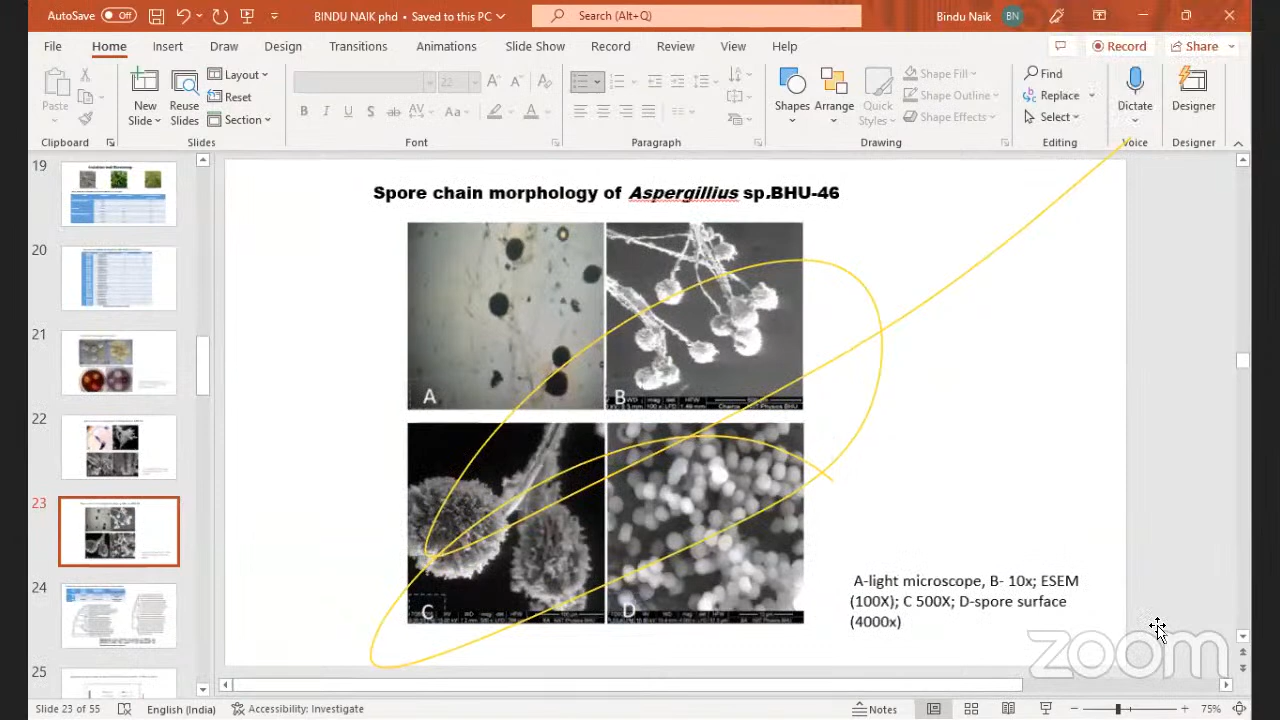 AutoSave Off BINDU NAIK phd - Saved to this PC Search (Alt+Q) Bindu Naik BN
File Home Insert Draw Design Transitions Animations Slide Show Record Review View Help Record Share
Paste New Slide Reuse Slides Layout Reset Section 22 B I U S ab AV Aa A Shapes Arrange Quick Styles Shape Fill Shape Outline Shape Effects Find Replace Select Dictate Designer
Clipboard Slides Font Paragraph Drawing Editing Voice Designer
19
20
21
23
24
25
Spore chain morphology of Aspergillius sp.BHU-46
A
B
C
D
A-light microscope, B- 10x; ESEM
(100X); C 500X; D-spore surface
(4000x)
zoom
Slide 23 of 55 English (India) Accessibility: Investigate Notes 75%